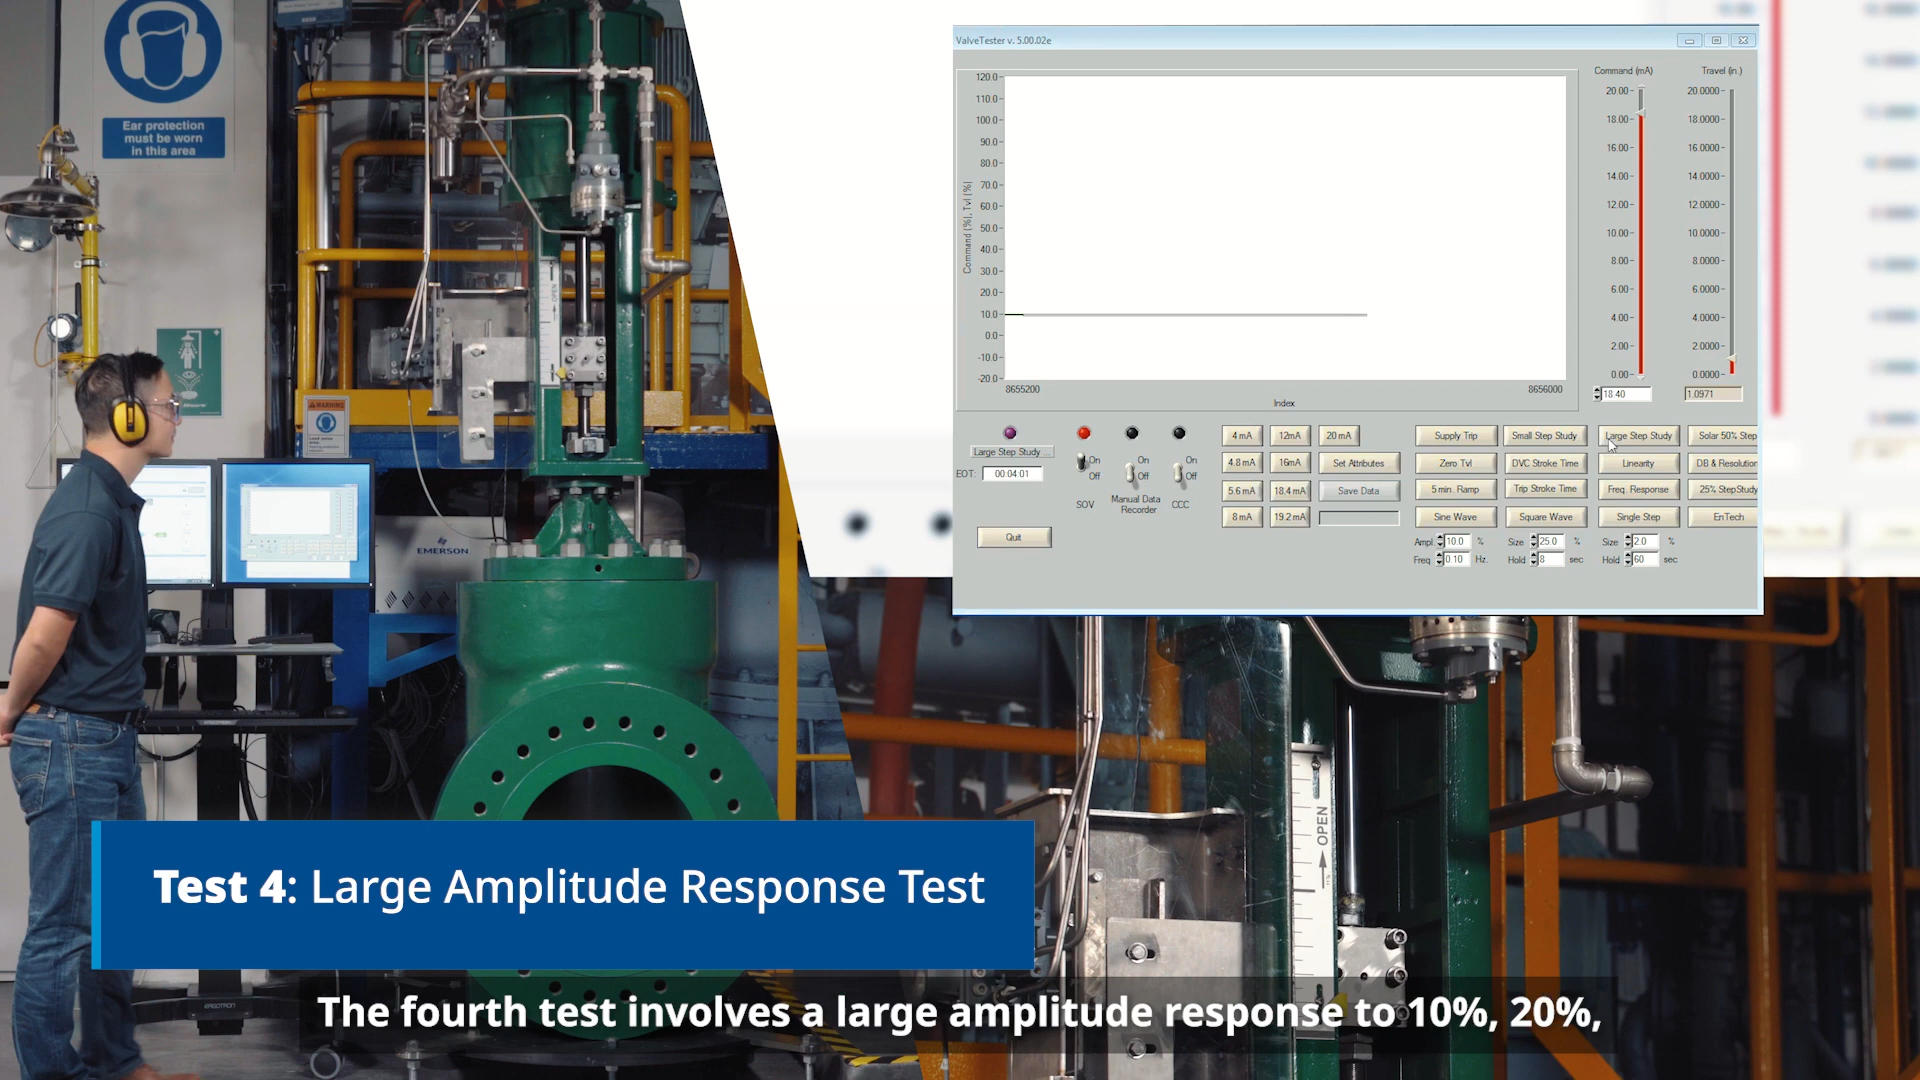 Ear protection
must be worn
in this area
WARNING
OPEN
EMERSON
ERGOTRON
ValveTester v. 5.00.02e
120.0
110.0
100.0
90.0
80.0
70.0
60.0
50.0
40.0
30.0
20.0
10.0
0.0
-10.0
-20.0
Command (%), Tvl (%)
8655200
8656000
Index
Command (mA)
20.00
18.00
16.00
14.00
12.00
10.00
8.00
6.00
4.00
2.00
0.00
18.40
Travel (in.)
20.0000
18.0000
16.0000
14.0000
12.0000
10.0000
8.0000
6.0000
4.0000
2.0000
0.0000
1.0971
Large Step Study ...
EOT: 00:04:01
Quit
On
Off
SOV
On
Off
Manual Data
Recorder
On
Off
CCC
4 mA 12mA 20 mA
4.8 mA 16mA Set Attributes
5.6 mA 18.4 mA Save Data
8 mA 19.2 mA
Supply Trip Small Step Study Large Step Study Solar 50% Step
Zero Tvl DVC Stroke Time Linearity DB & Resolution
5 min. Ramp Trip Stroke Time Freq. Response 25% StepStudy
Sine Wave Square Wave Single Step EnTech
Ampl. 10.0 % Size 25.0 % Size 2.0 %
Freq 0.10 Hz. Hold 8 sec Hold 60 sec
OPEN
Test 4: Large Amplitude Response Test
The fourth test involves a large amplitude response to 10%, 20%,